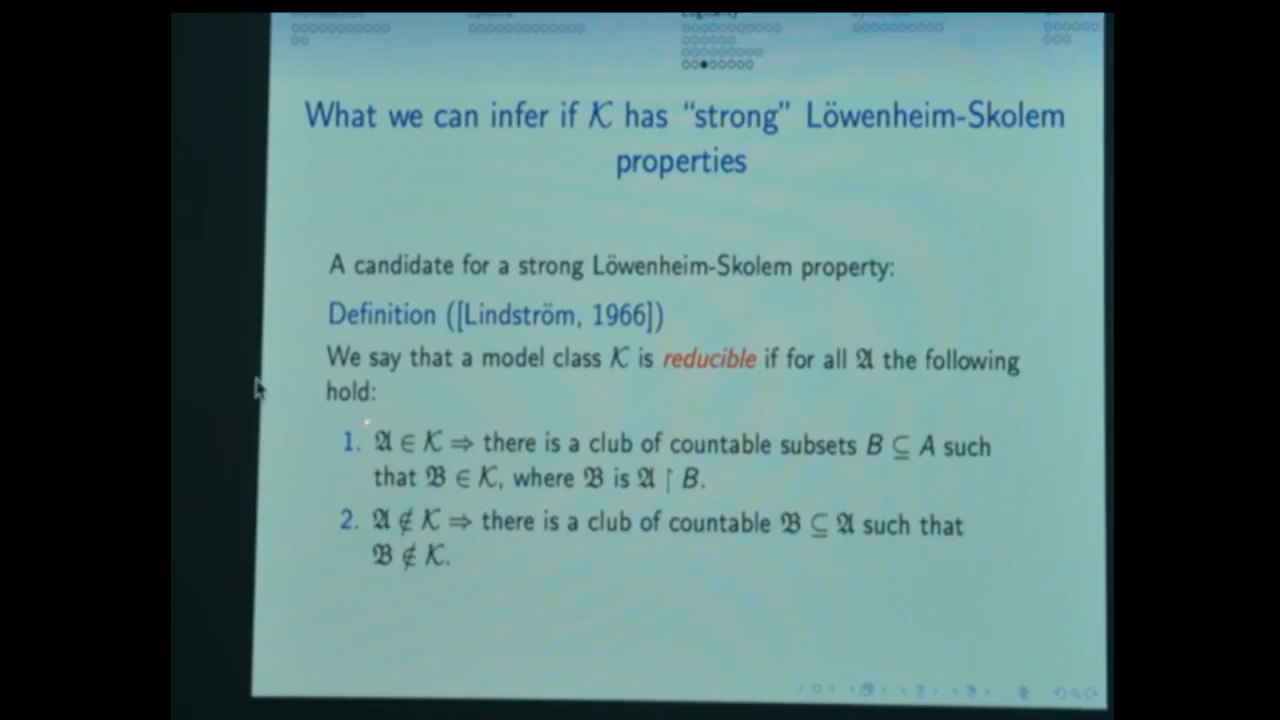 What we can infer if 𝒦 has “strong” Löwenheim-Skolem
properties
A candidate for a strong Löwenheim-Skolem property:
Definition ([Lindström, 1966])
We say that a model class 𝒦 is reducible if for all 𝔄 the following
hold:
1. 𝔄 ∈ 𝒦 ⇒ there is a club of countable subsets B ⊆ A such
that 𝔅 ∈ 𝒦, where 𝔅 is 𝔄 ↾ B.
2. 𝔄 ∉ 𝒦 ⇒ there is a club of countable 𝔅 ⊆ 𝔄 such that
𝔅 ∉ 𝒦.